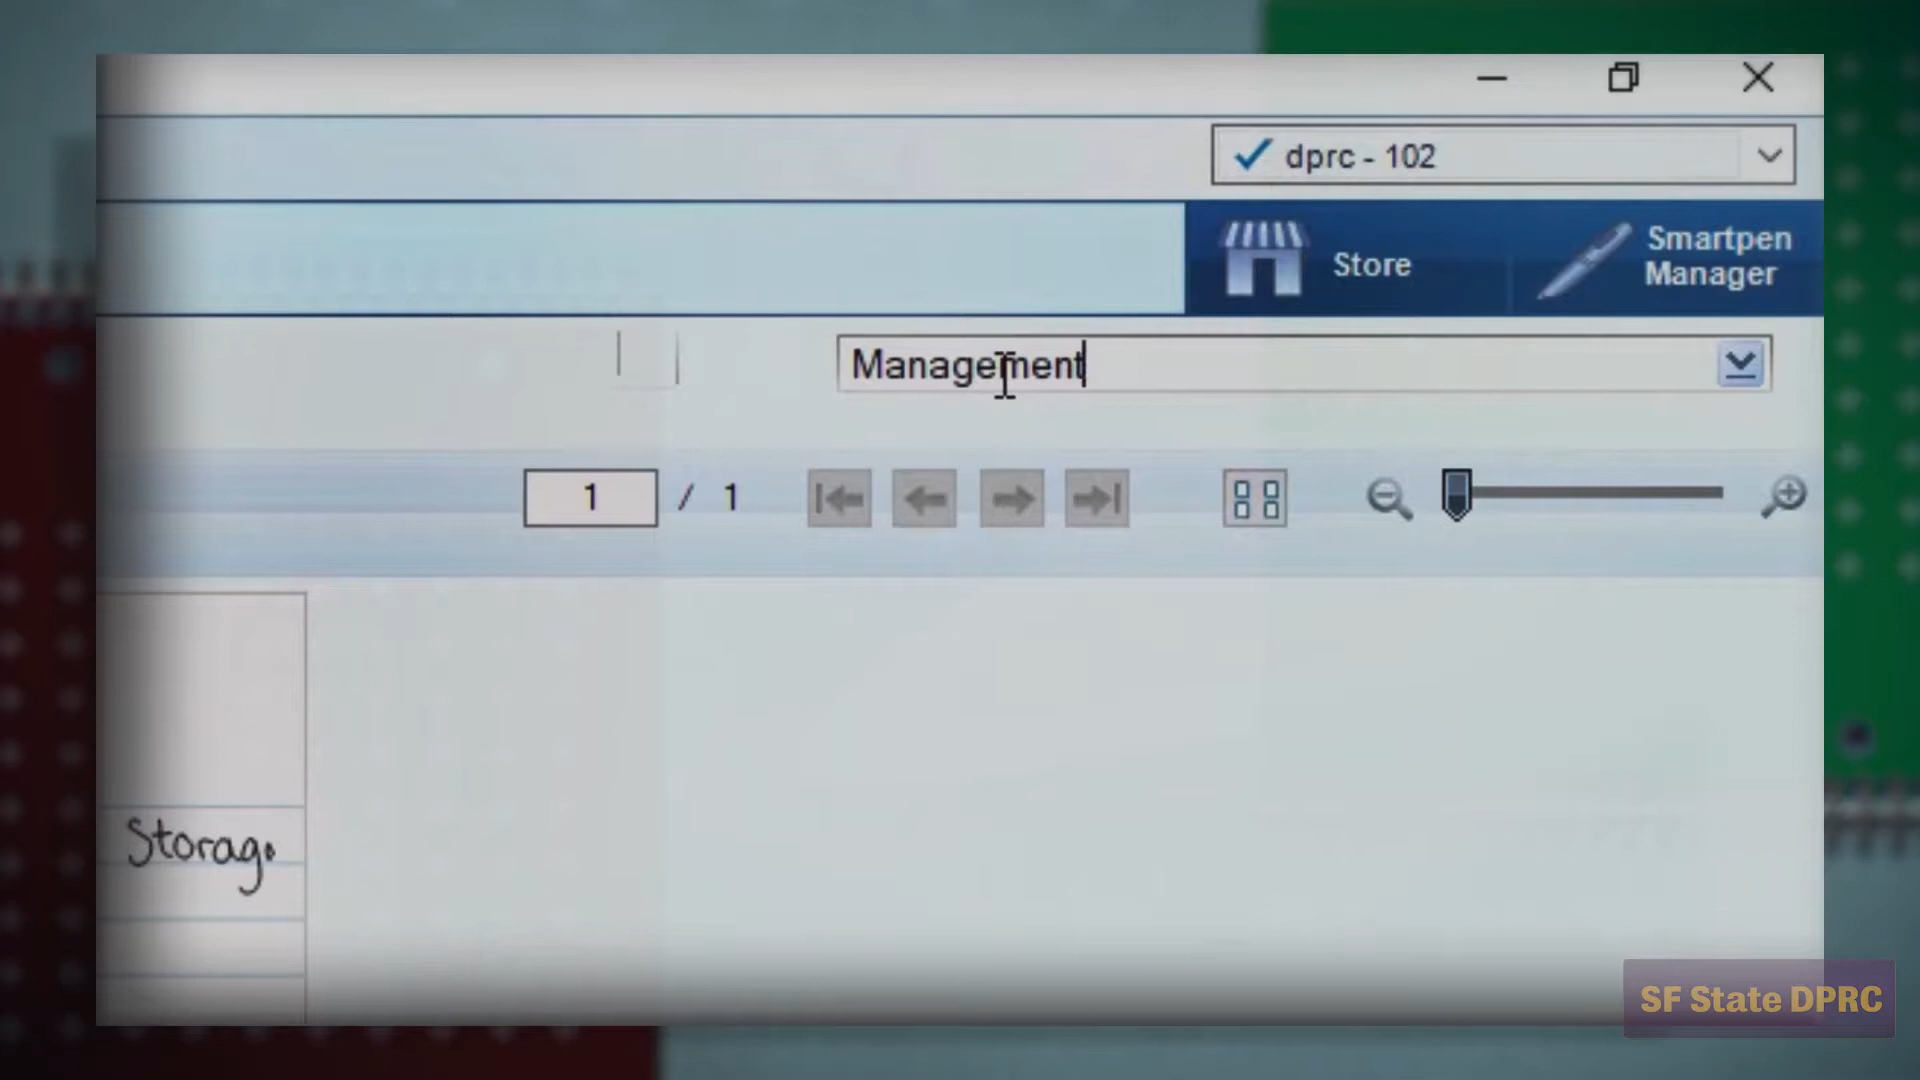 dprc - 102
Store
Smartpen
Manager
Management
1 / 1
Storage
SF State DPRC